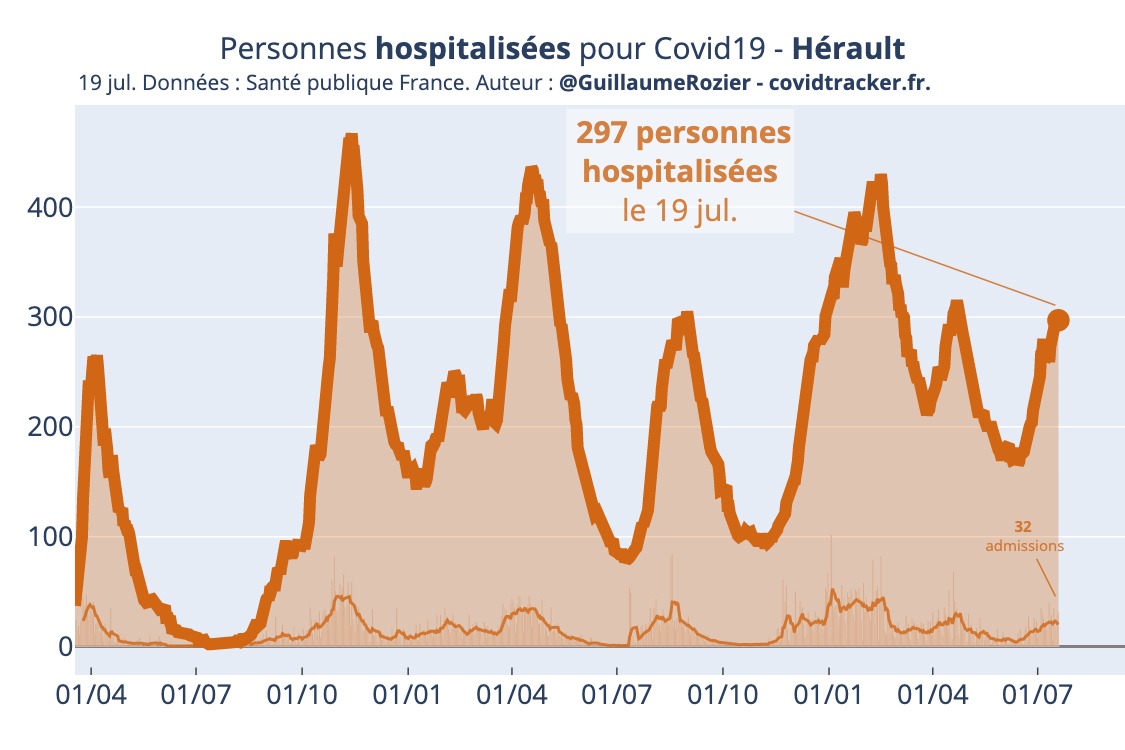 Personnes hospitalisées pour Covid19 - Hérault
19 jul. Données : Santé publique France. Auteur : @GuillaumeRozier - covidtracker.fr.
297 personnes
hospitalisées
le 19 jul.
400
300
200
100
0
32
admissions
01/04 01/07 01/10 01/01 01/04 01/07 01/10 01/01 01/04 01/07